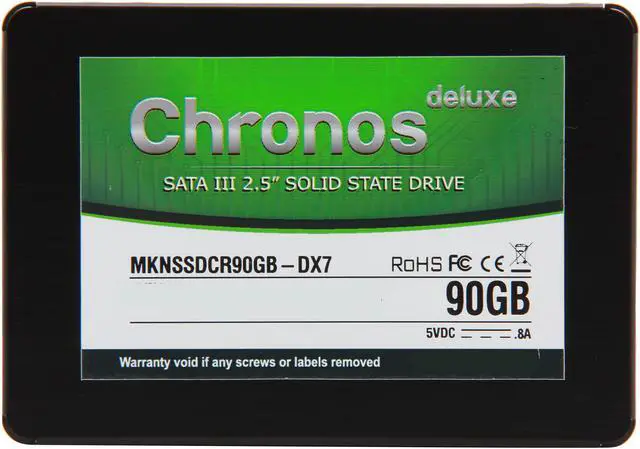 Chronos deluxe
SATA III 2.5" SOLID STATE DRIVE
MKNSSDCR90GB – DX7 RoHS FC CE
90GB
5VDC .8A
Warranty void if any screws or labels removed